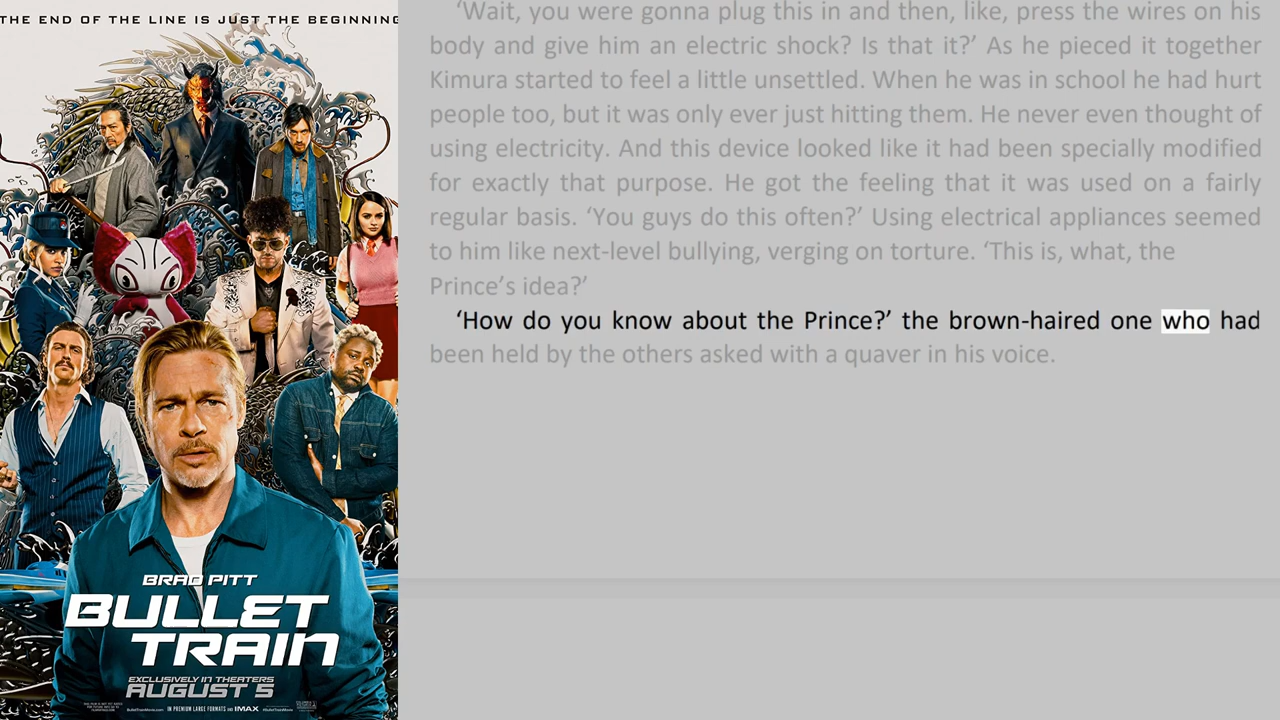 THE END OF THE LINE IS JUST THE BEGINNING
BRAD PITT
BULLET
TRAIN
EXCLUSIVELY IN THEATERS
AUGUST 5
BulletTrainMovie.com
IN PREMIUM LARGE FORMATS AND IMAX
#BulletTrainMovie
‘Wait, you were gonna plug this in and then, like, press the wires on his
body and give him an electric shock? Is that it?’ As he pieced it together
Kimura started to feel a little unsettled. When he was in school he had hurt
people too, but it was only ever just hitting them. He never even thought of
using electricity. And this device looked like it had been specially modified
for exactly that purpose. He got the feeling that it was used on a fairly
regular basis. ‘You guys do this often?’ Using electrical appliances seemed
to him like next-level bullying, verging on torture. ‘This is, what, the
Prince’s idea?’
‘How do you know about the Prince?’ the brown-haired one who had
been held by the others asked with a quaver in his voice.